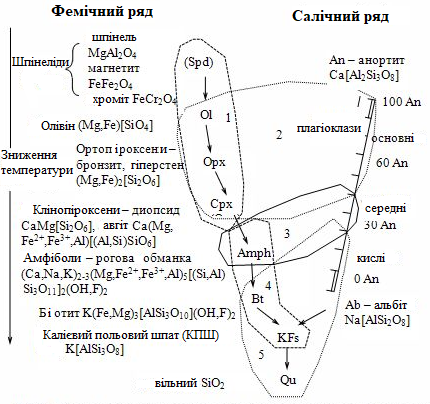 Фемічний ряд
Салічний ряд
шпінель
MgAl2O4
Шпінеліди
магнетит
FeFe2O4
хроміт FeCr2O4
(Spd)
An – анортит
Ca[Al2Si3O8]
100 An
Олівін (Mg,Fe)[SiO4]
Ol
1
2
плагіоклази
основні
60 An
Зниження
температури
Ортопіроксени –
бронзит, гіперстен
(Mg,Fe)2[Si2O6]
Opx
Клінопіроксени – диопсид
CaMg[Si2O6], авгіт Ca(Mg,
Fe2+,Fe3+,Al)[(Al,Si)SiO6]
Cpx
середні
30 An
3
Амфіболи – рогова обманка
(Ca,Na,K)2-3(Mg,Fe2+,Fe3+,Al)5[(Si,Al)
Si3O11]2(OH,F)2
Amph
кислі
0 An
4
Біотит K(Fe,Mg)3[AlSi3O10](OH,F)2
Bt
Ab – альбіт
Na[AlSi2O8]
Калієвий польовий шпат (КПШ)
K[AlSi3O8]
KFs
5
вільний SiO2
Qu